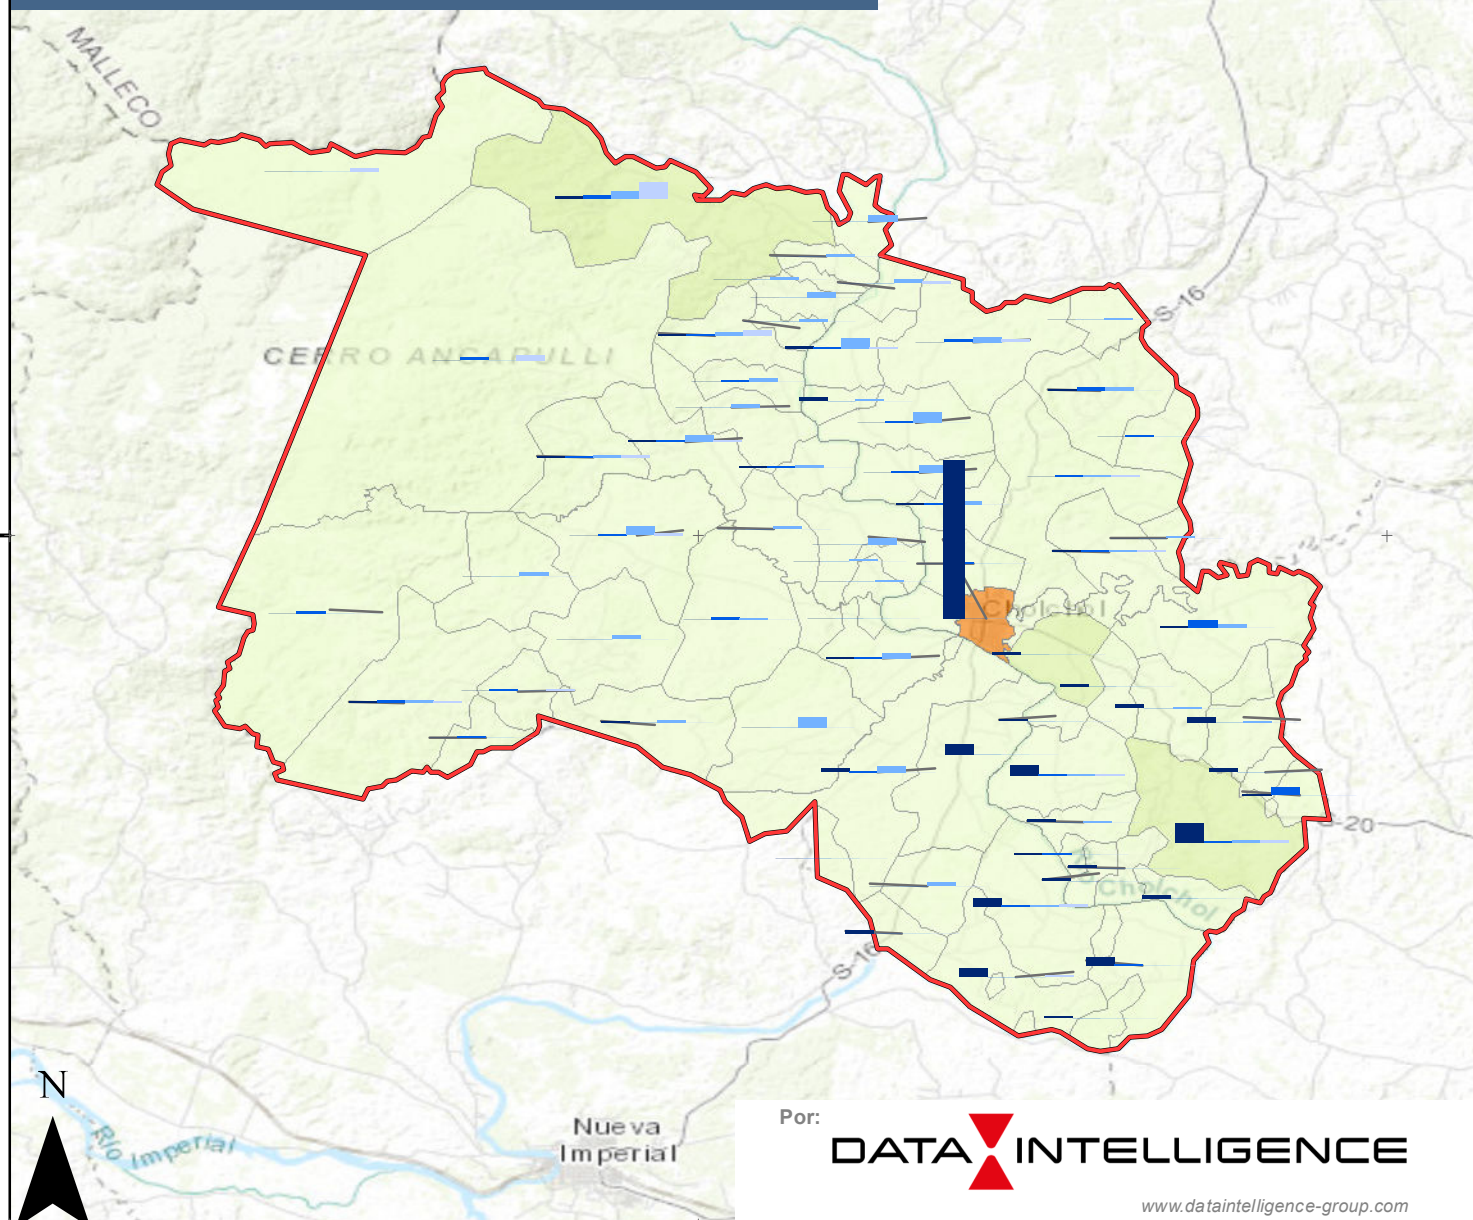 MALLECO
S-16
CERRO ANCAPULLI
Cholchol
20
Cholchol
S-16
N
Río Imperial
Nueva
Imperial
Por:
DATA INTELLIGENCE
www.dataintelligence-group.com